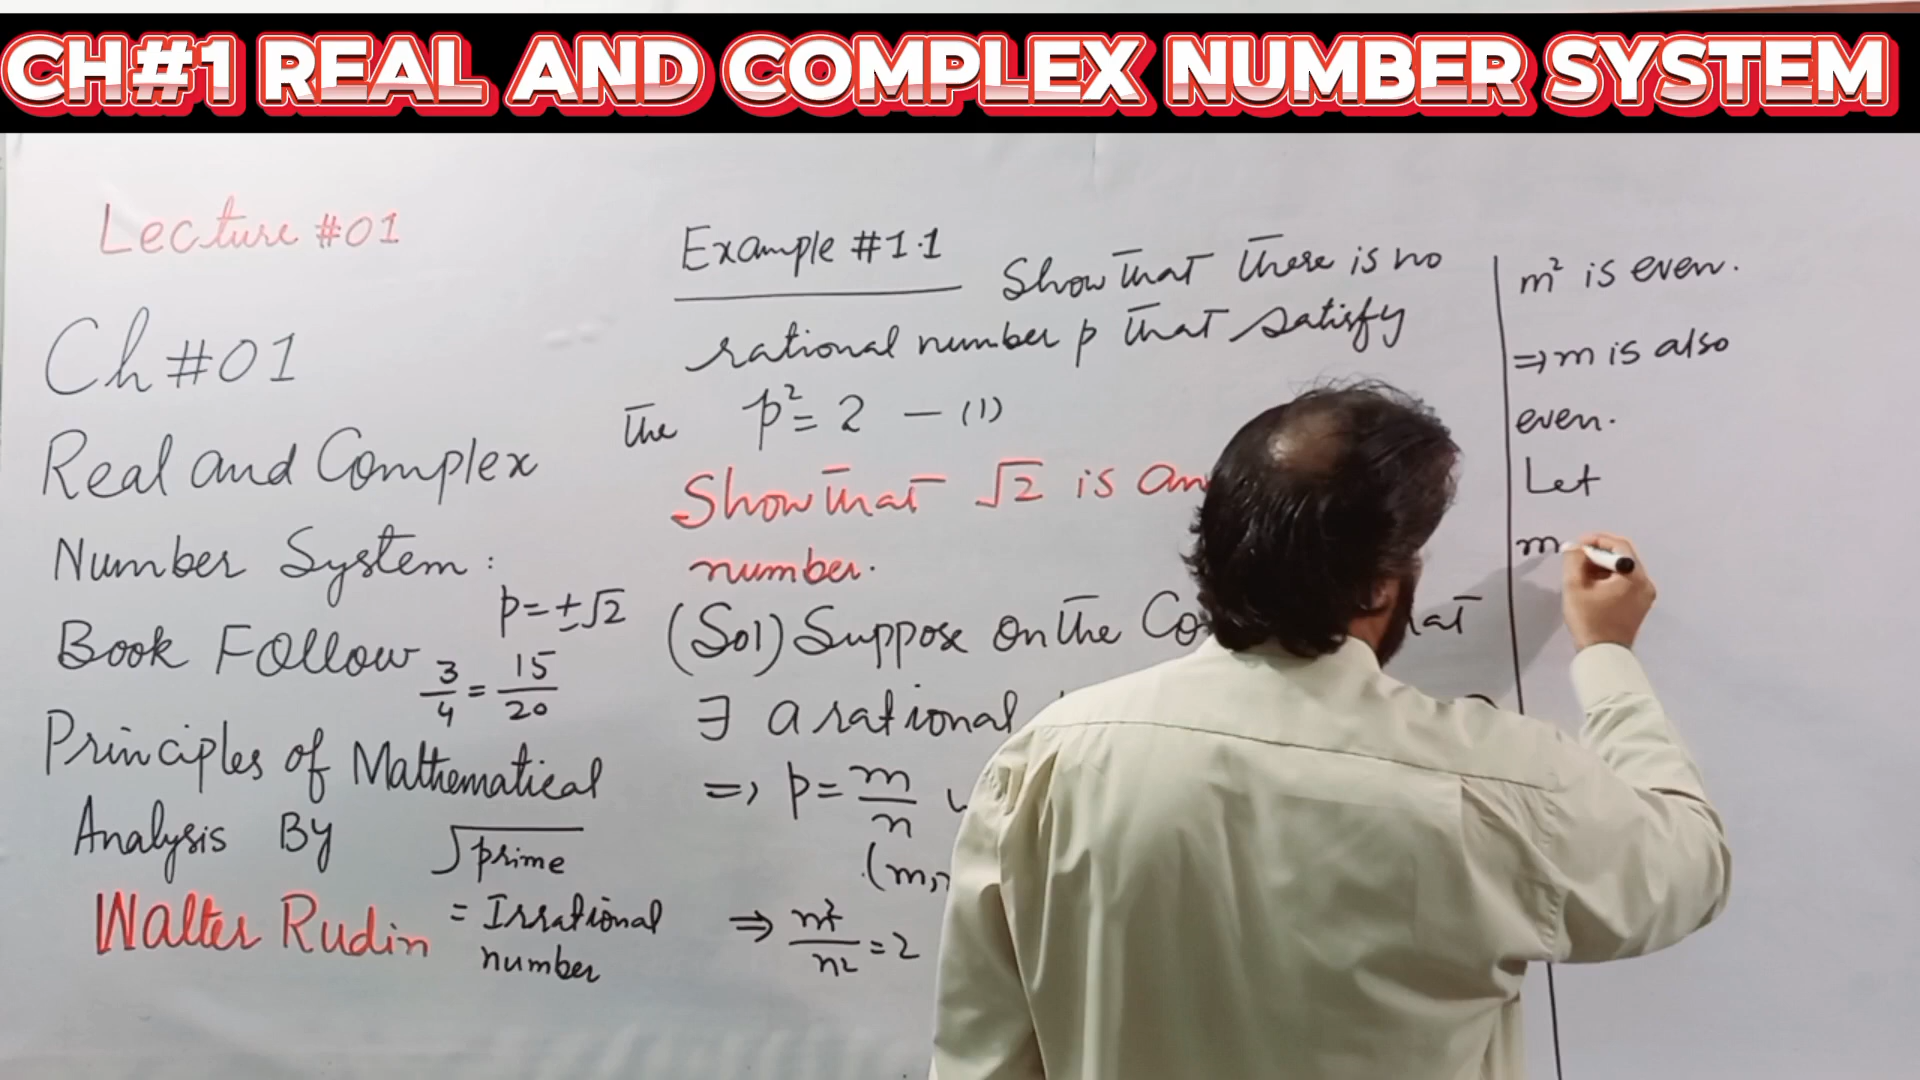 CH#1 REAL AND COMPLEX NUMBER SYSTEM
Lecture #01
Ch #01
Real and Complex
Number System :
p = ±√2
Book Follow
3/4 = 15/20
Principles of Mathematical
Analysis By
√prime
Walter Rudin
= Irrational
number
Example #1.1
Show that there is no
rational number p that satisfy
the p² = 2 — (1)
Show that √2 is an
number.
(Sol) Suppose on the
∃ a rational
=> p = m/n
(m,
=> m²/n² = 2
m² is even.
=> m is also
even.
Let
m